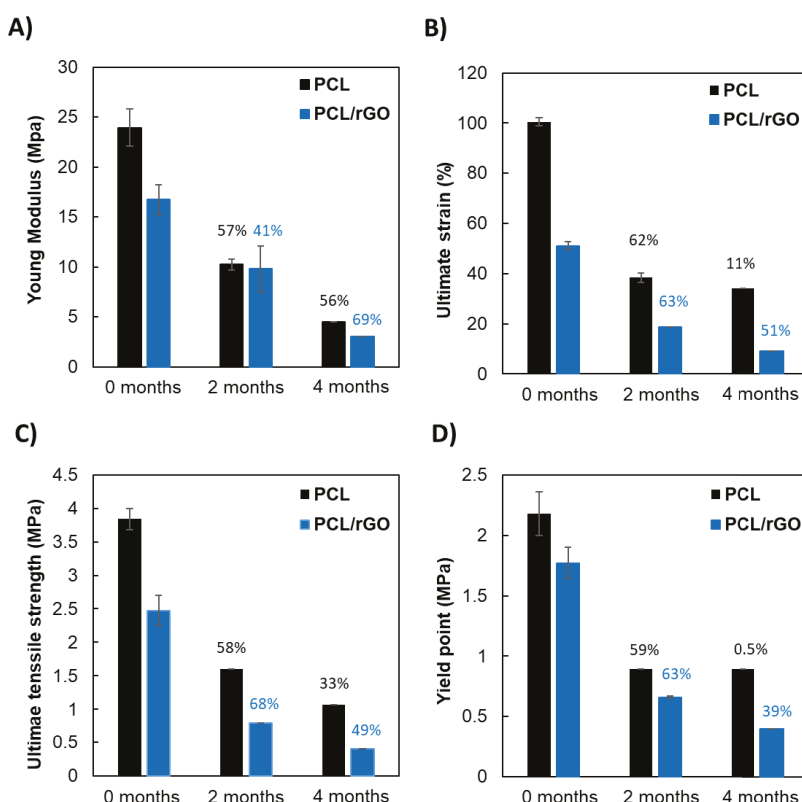 A)
Young Modulus (Mpa)
30
25
20
15
10
5
0
PCL
PCL/rGO
57% 41%
56%
69%
0 months 2 months 4 months
B)
Ultimate strain (%)
120
100
80
60
40
20
0
PCL
PCL/rGO
62%
63%
11%
51%
0 months 2 months 4 months
C)
Ultimae tenssile strength (MPa)
4.5
4
3.5
3
2.5
2
1.5
1
0.5
0
PCL
PCL/rGO
58%
68%
33%
49%
0 months 2 months 4 months
D)
Yield point (MPa)
2.5
2
1.5
1
0.5
0
PCL
PCL/rGO
59%
63%
0.5%
39%
0 months 2 months 4 months